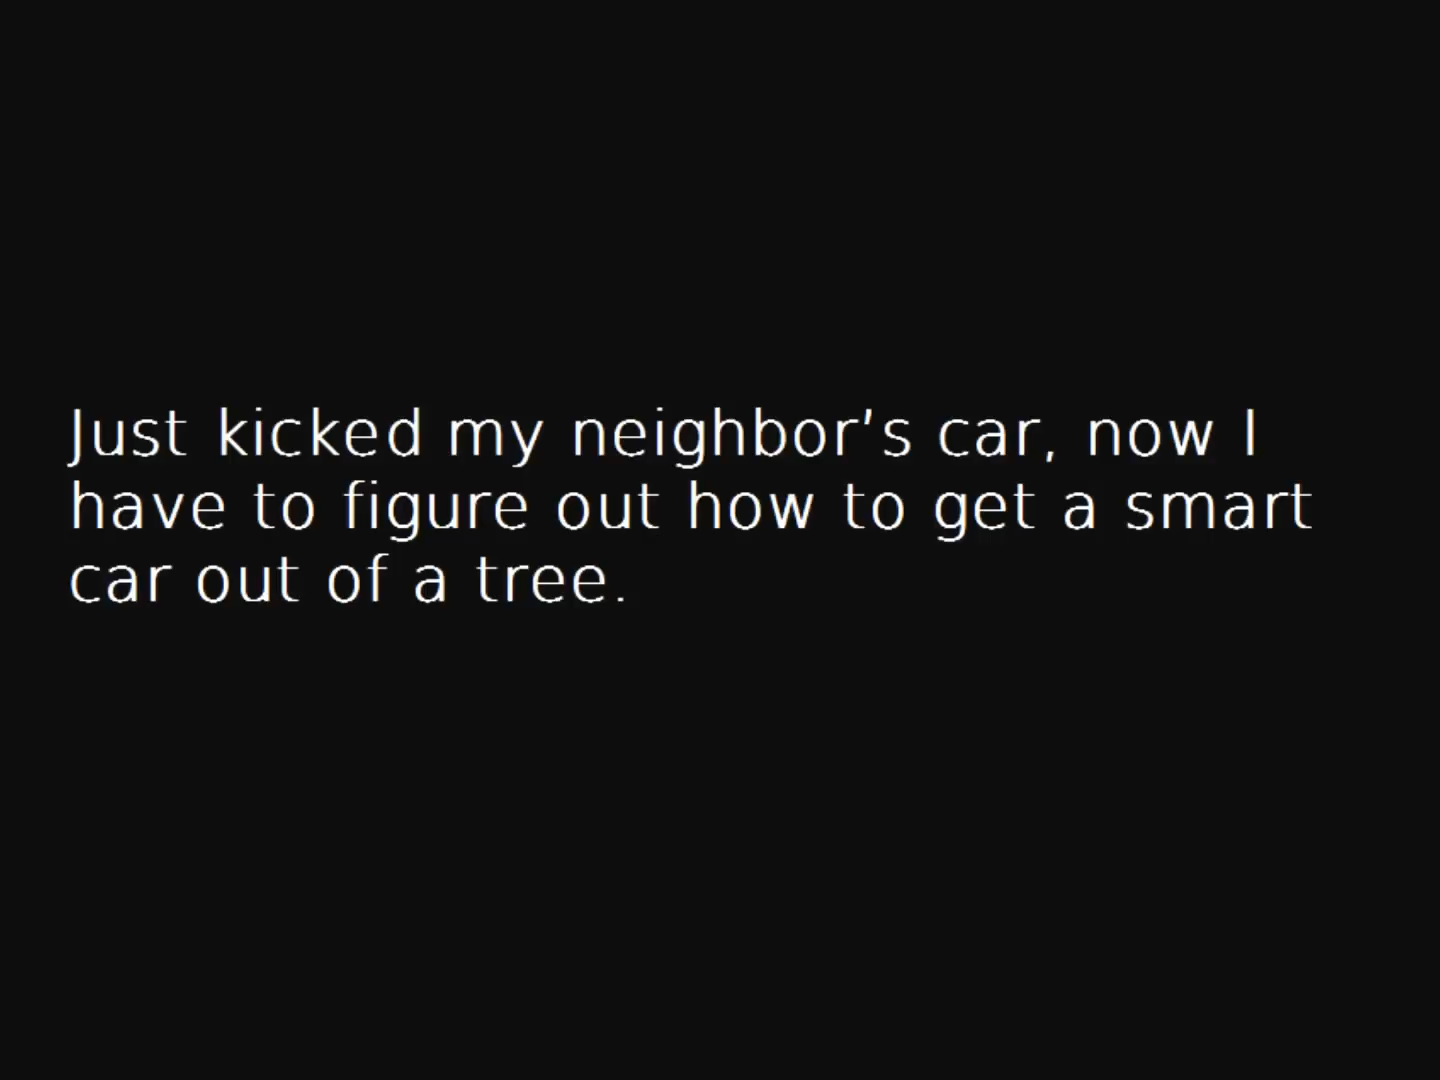 Just kicked my neighbor’s car, now I
have to figure out how to get a smart
car out of a tree.